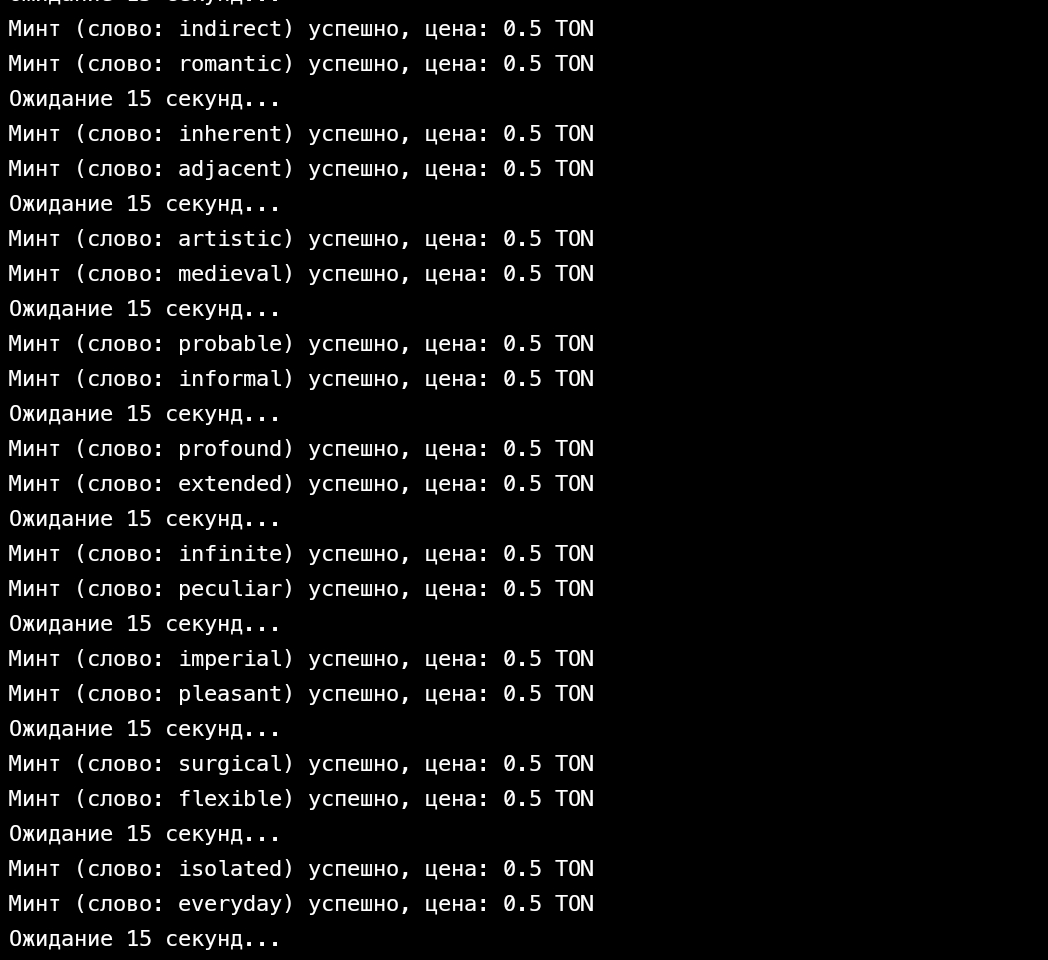 Ожидание 15 секунд...
Минт (слово: indirect) успешно, цена: 0.5 TON
Минт (слово: romantic) успешно, цена: 0.5 TON
Ожидание 15 секунд...
Минт (слово: inherent) успешно, цена: 0.5 TON
Минт (слово: adjacent) успешно, цена: 0.5 TON
Ожидание 15 секунд...
Минт (слово: artistic) успешно, цена: 0.5 TON
Минт (слово: medieval) успешно, цена: 0.5 TON
Ожидание 15 секунд...
Минт (слово: probable) успешно, цена: 0.5 TON
Минт (слово: informal) успешно, цена: 0.5 TON
Ожидание 15 секунд...
Минт (слово: profound) успешно, цена: 0.5 TON
Минт (слово: extended) успешно, цена: 0.5 TON
Ожидание 15 секунд...
Минт (слово: infinite) успешно, цена: 0.5 TON
Минт (слово: peculiar) успешно, цена: 0.5 TON
Ожидание 15 секунд...
Минт (слово: imperial) успешно, цена: 0.5 TON
Минт (слово: pleasant) успешно, цена: 0.5 TON
Ожидание 15 секунд...
Минт (слово: surgical) успешно, цена: 0.5 TON
Минт (слово: flexible) успешно, цена: 0.5 TON
Ожидание 15 секунд...
Минт (слово: isolated) успешно, цена: 0.5 TON
Минт (слово: everyday) успешно, цена: 0.5 TON
Ожидание 15 секунд...